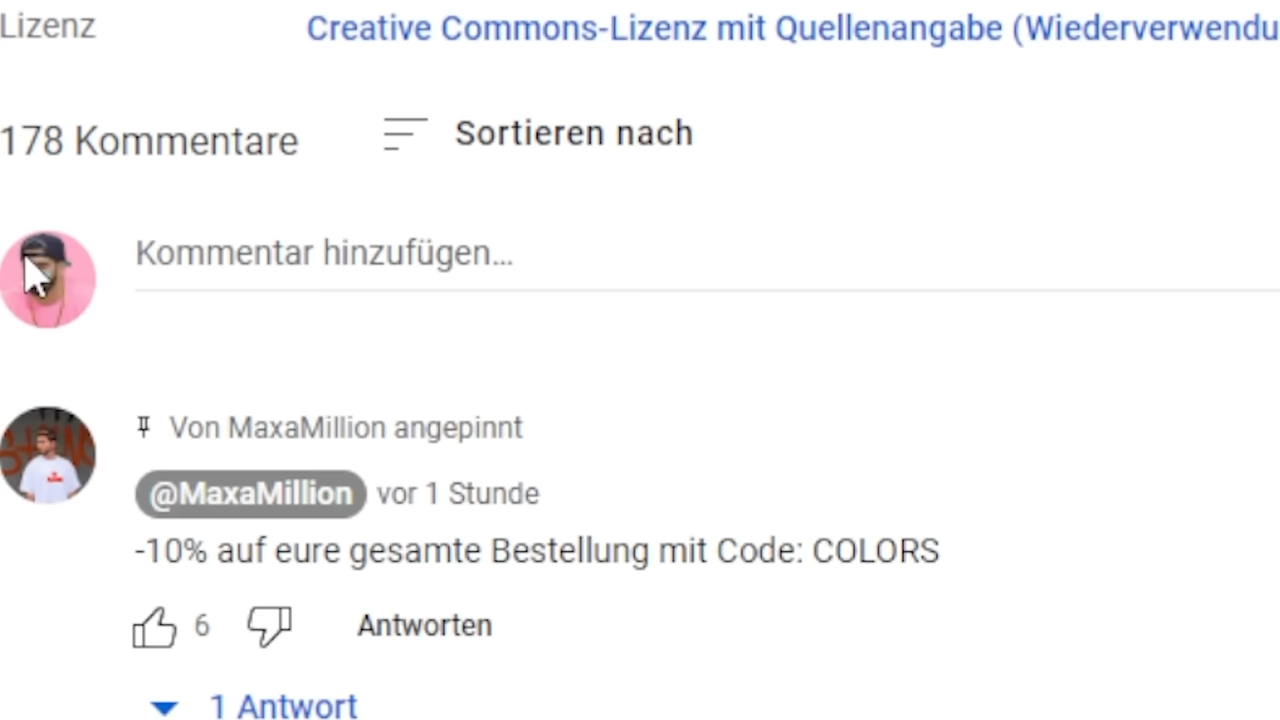 Lizenz Creative Commons-Lizenz mit Quellenangabe (Wiederverwendu
178 Kommentare Sortieren nach
Kommentar hinzufügen...
Von MaxaMillion angepinnt
@MaxaMillion vor 1 Stunde
-10% auf eure gesamte Bestellung mit Code: COLORS
6 Antworten
1 Antwort